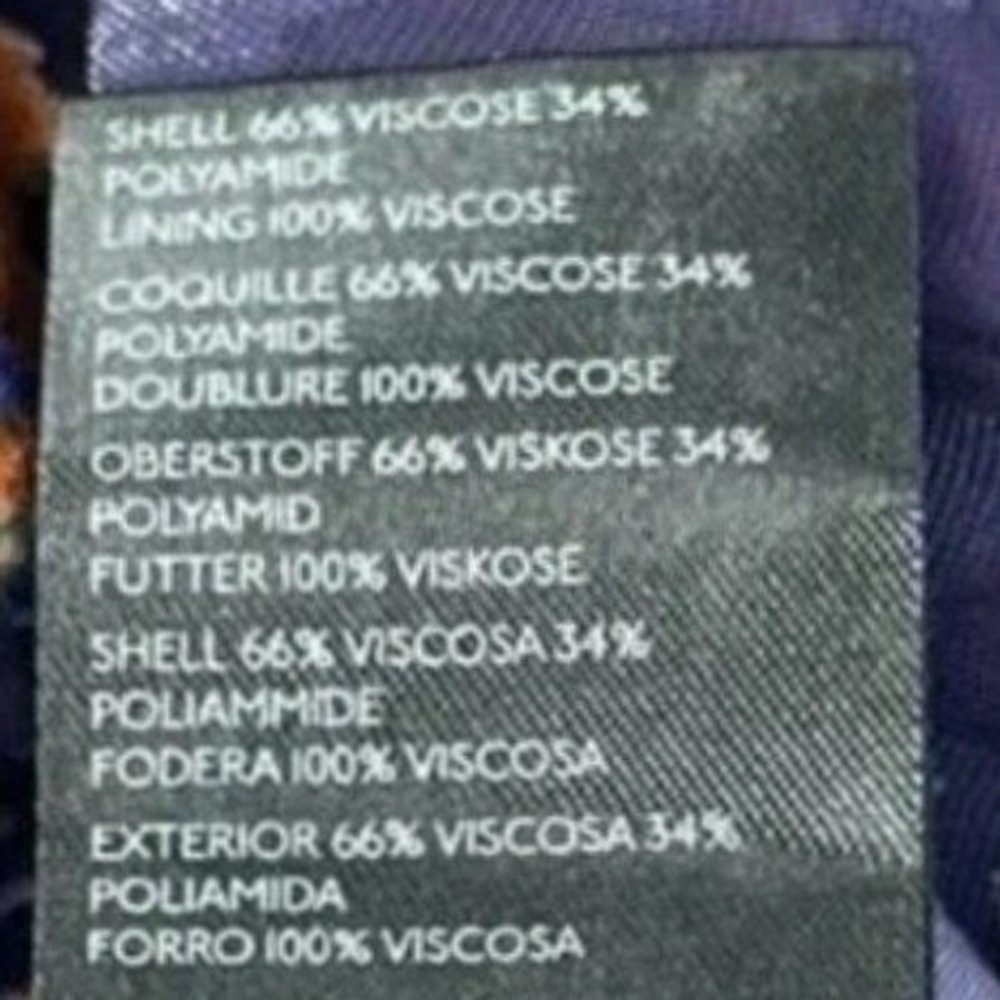 SHELL 66% VISCOSE 34%
POLYAMIDE
LINING 100% VISCOSE
COQUILLE 66% VISCOSE 34%
POLYAMIDE
DOUBLURE 100% VISCOSE
OBERSTOFF 66% VISKOSE 34%
POLYAMID
FUTTER 100% VISKOSE
SHELL 66% VISCOSA 34%
POLIAMMIDE
FODERA 100% VISCOSA
EXTERIOR 66% VISCOSA 34%
POLIAMIDA
FORRO 100% VISCOSA